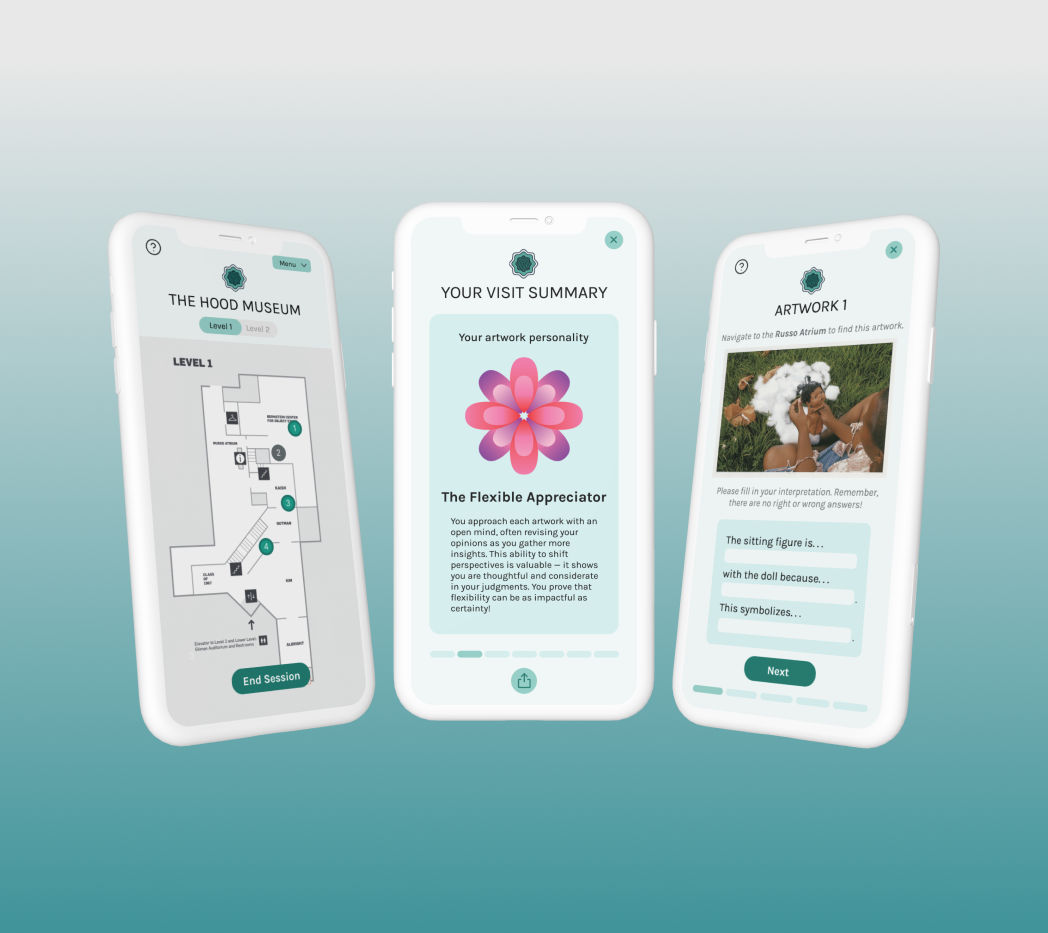 ?
Menu
THE HOOD MUSEUM
Level 1 Level 2
LEVEL 1
BERNSTEIN CENTER
FOR OBJECT
1
RUSSO ATRIUM
2
i
KAISH
3
GUTMAN
4
CLASS
OF
1967
KIM
Elevator to Level 2 and Lower Level
Gilman Auditorium and Restrooms
ALBRIGHT
End Session
YOUR VISIT SUMMARY
Your artwork personality
The Flexible Appreciator
You approach each artwork with an
open mind, often revising your
opinions as you gather more
insights. This ability to shift
perspectives is valuable — it shows
you are thoughtful and considerate
in your judgments. You prove that
flexibility can be as impactful as
certainty!
?
ARTWORK 1
Navigate to the Russo Atrium to find this artwork.
Please fill in your interpretation. Remember,
there are no right or wrong answers!
The sitting figure is...
with the doll because...
.
This symbolizes...
.
Next